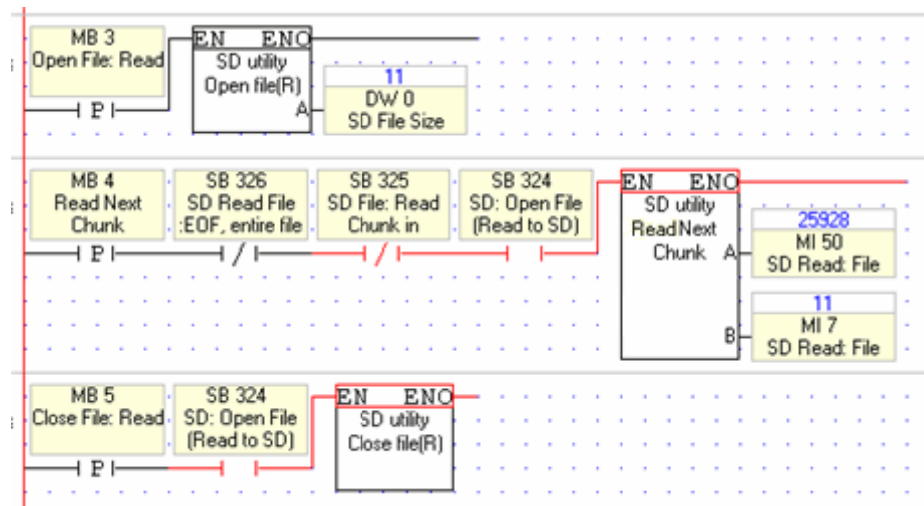 MB 3
Open File: Read
P
EN ENO
SD utility
Open file(R)
A
11
DW 0
SD File Size
MB 4
Read Next
Chunk
P
SB 326
SD Read File
:EOF, entire file
SB 325
SD File: Read
Chunk in
SB 324
SD: Open File
(Read to SD)
EN ENO
SD utility
Read Next
Chunk A
25928
MI 50
SD Read: File
B
11
MI 7
SD Read: File
MB 5
Close File: Read
P
SB 324
SD: Open File
(Read to SD)
EN ENO
SD utility
Close file(R)